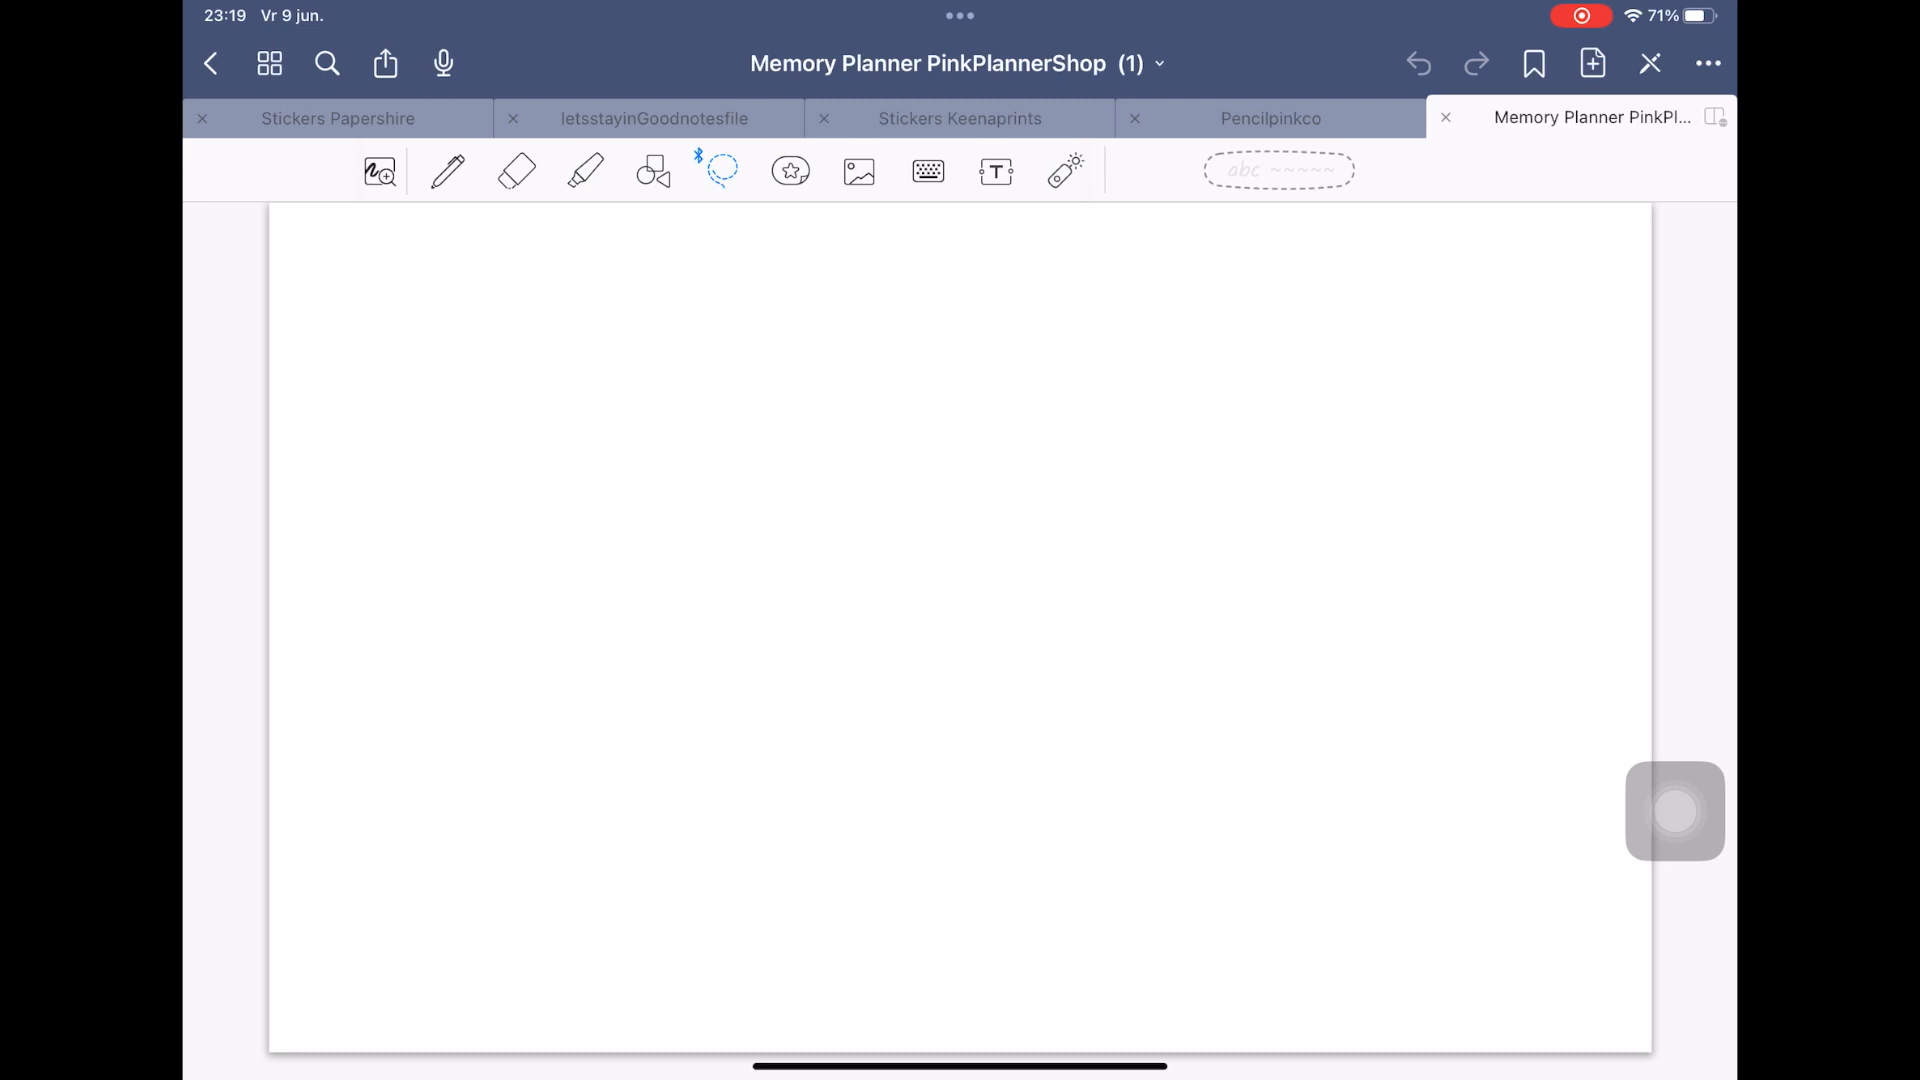 23:19 Vr 9 jun.
71%
Memory Planner PinkPlannerShop (1)
Stickers Papershire
letsstayinGoodnotesfile
Stickers Keenaprints
Pencilpinkco
Memory Planner PinkPl...
T
abc ~~~~~